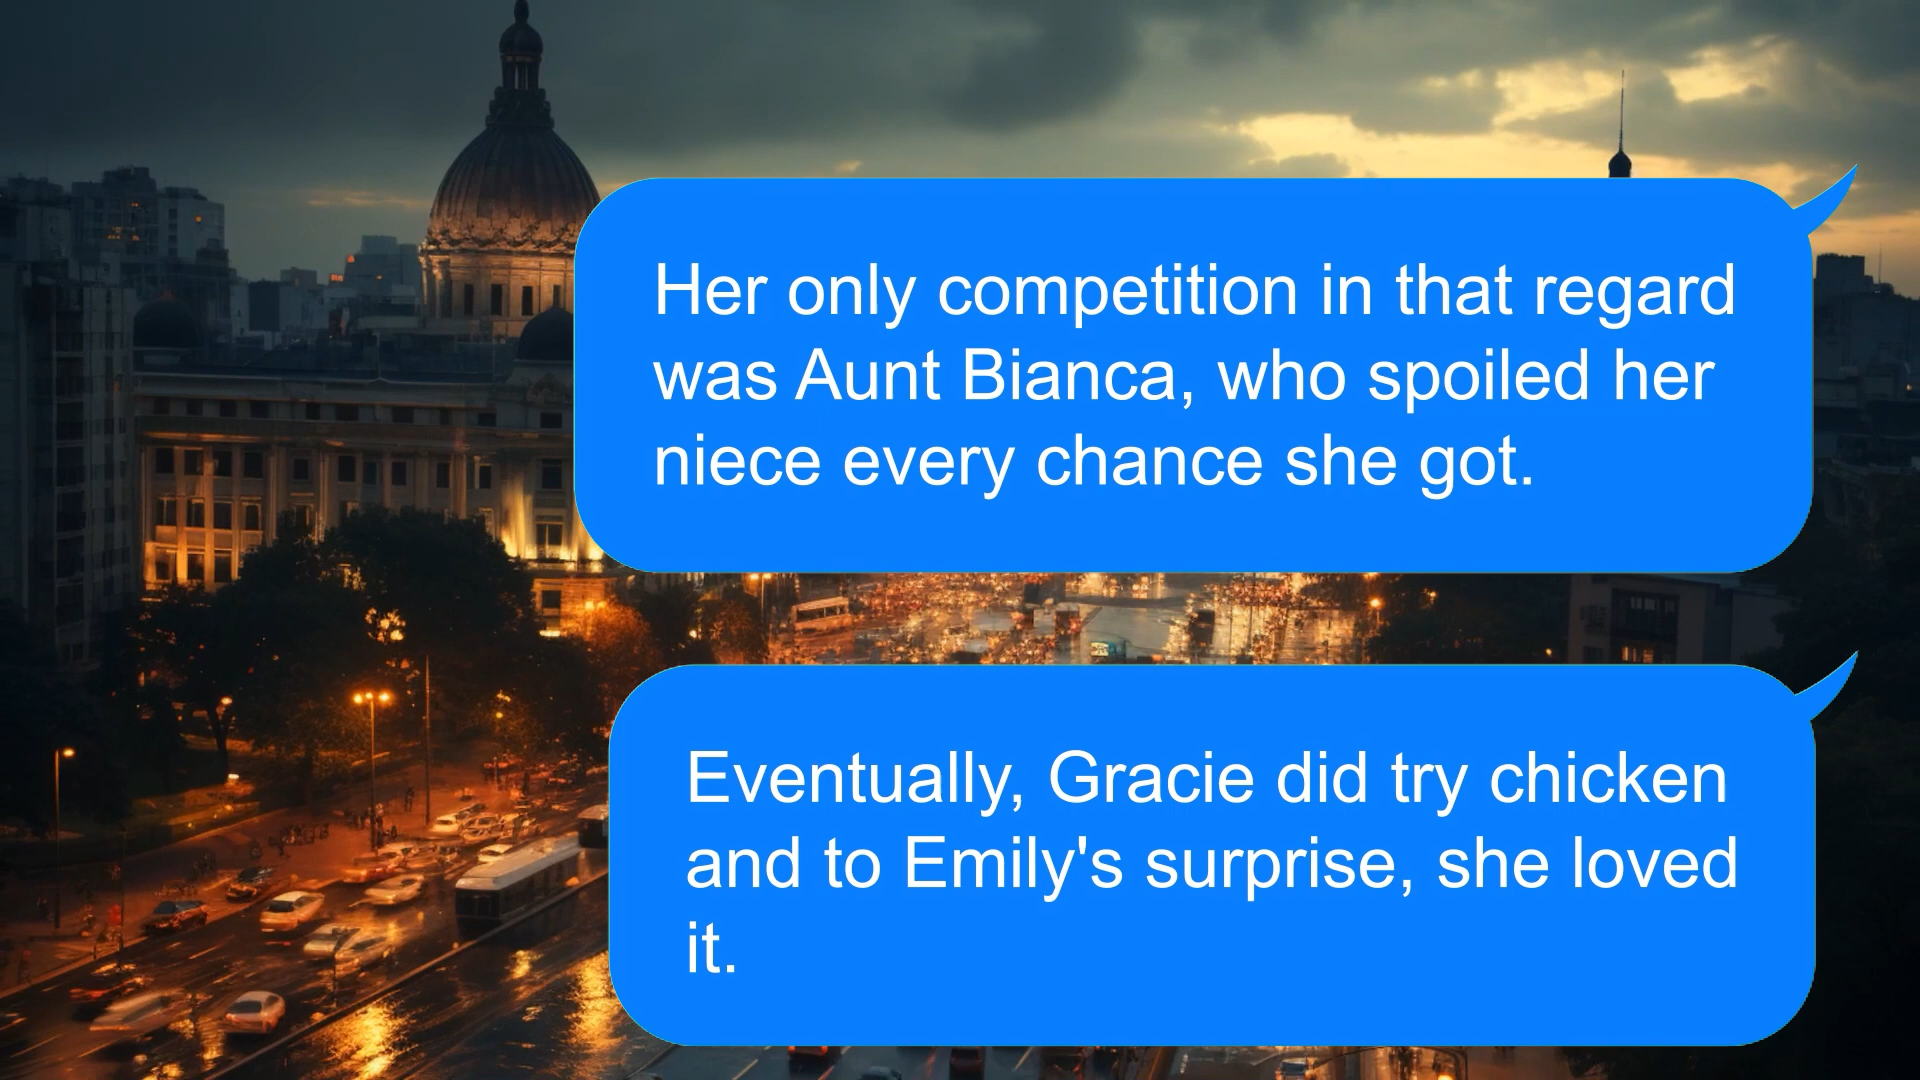 Her only competition in that regard
was Aunt Bianca, who spoiled her
niece every chance she got.
Eventually, Gracie did try chicken
and to Emily's surprise, she loved
it.